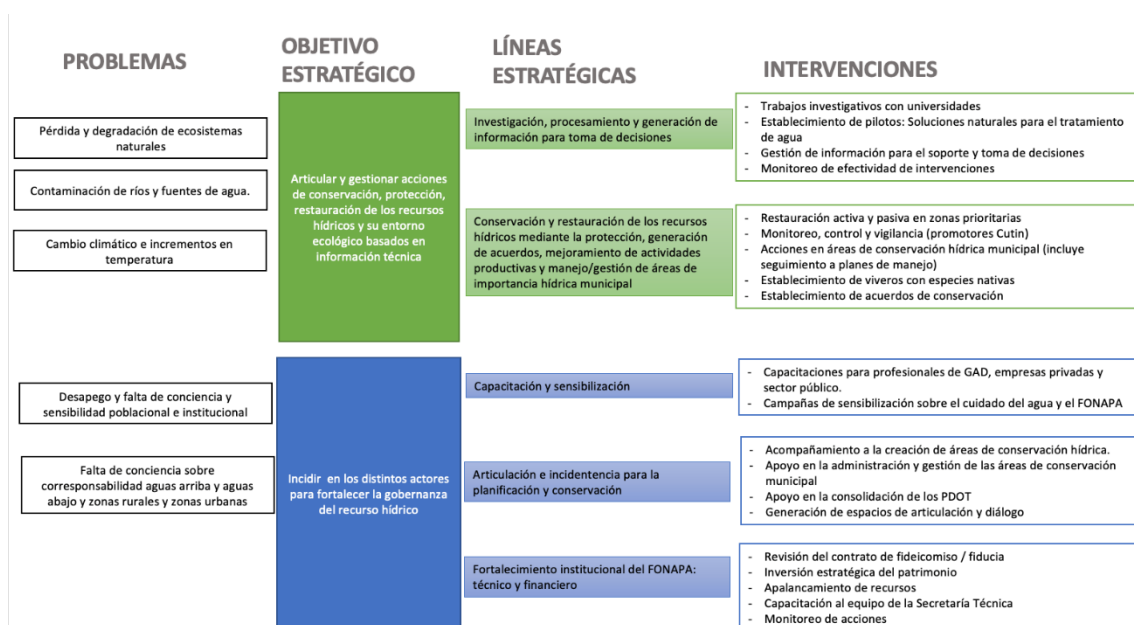 PROBLEMAS
OBJETIVO
ESTRATÉGICO
LÍNEAS
ESTRATÉGICAS
INTERVENCIONES
Pérdida y degradación de ecosistemas
naturales
Contaminación de ríos y fuentes de agua.
Cambio climático e incrementos en
temperatura
Articular y gestionar acciones
de conservación, protección,
restauración de los recursos
hídricos y su entorno
ecológico basados en
información técnica
Investigación, procesamiento y generación de
información para toma de decisiones
- Trabajos investigativos con universidades
- Establecimiento de pilotos: Soluciones naturales para el tratamiento
de agua
- Gestión de información para el soporte y toma de decisiones
- Monitoreo de efectividad de intervenciones
Conservación y restauración de los recursos
hídricos mediante la protección, generación
de acuerdos, mejoramiento de actividades
productivas y manejo/gestión de áreas de
importancia hídrica municipal
- Restauración activa y pasiva en zonas prioritarias
- Monitoreo, control y vigilancia (promotores Cutin)
- Acciones en áreas de conservación hídrica municipal (incluye
seguimiento a planes de manejo)
- Establecimiento de viveros con especies nativas
- Establecimiento de acuerdos de conservación
Desapego y falta de conciencia y
sensibilidad poblacional e institucional
Falta de conciencia sobre
corresponsabilidad aguas arriba y aguas
abajo y zonas rurales y zonas urbanas
Incidir en los distintos actores
para fortalecer la gobernanza
del recurso hídrico
Capacitación y sensibilización
- Capacitaciones para profesionales de GAD, empresas privadas y
sector público.
- Campañas de sensibilización sobre el cuidado del agua y el FONAPA
Articulación e incidentencia para la
planificación y conservación
- Acompañamiento a la creación de áreas de conservación hídrica.
- Apoyo en la administración y gestión de las áreas de conservación
municipal
- Apoyo en la consolidación de los PDOT
- Generación de espacios de articulación y diálogo
Fortalecimiento institucional del FONAPA:
técnico y financiero
- Revisión del contrato de fideicomiso / fiducia
- Inversión estratégica del patrimonio
- Apalancamiento de recursos
- Capacitación al equipo de la Secretaría Técnica
- Monitoreo de acciones